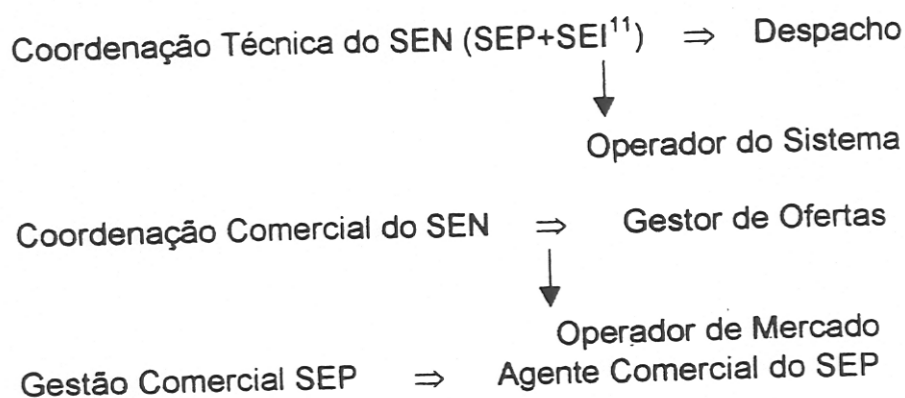 Coordenação Técnica do SEN (SEP+SEI¹¹) ⇒ Despacho
Operador do Sistema
Coordenação Comercial do SEN ⇒ Gestor de Ofertas
Operador de Mercado
Gestão Comercial SEP ⇒ Agente Comercial do SEP